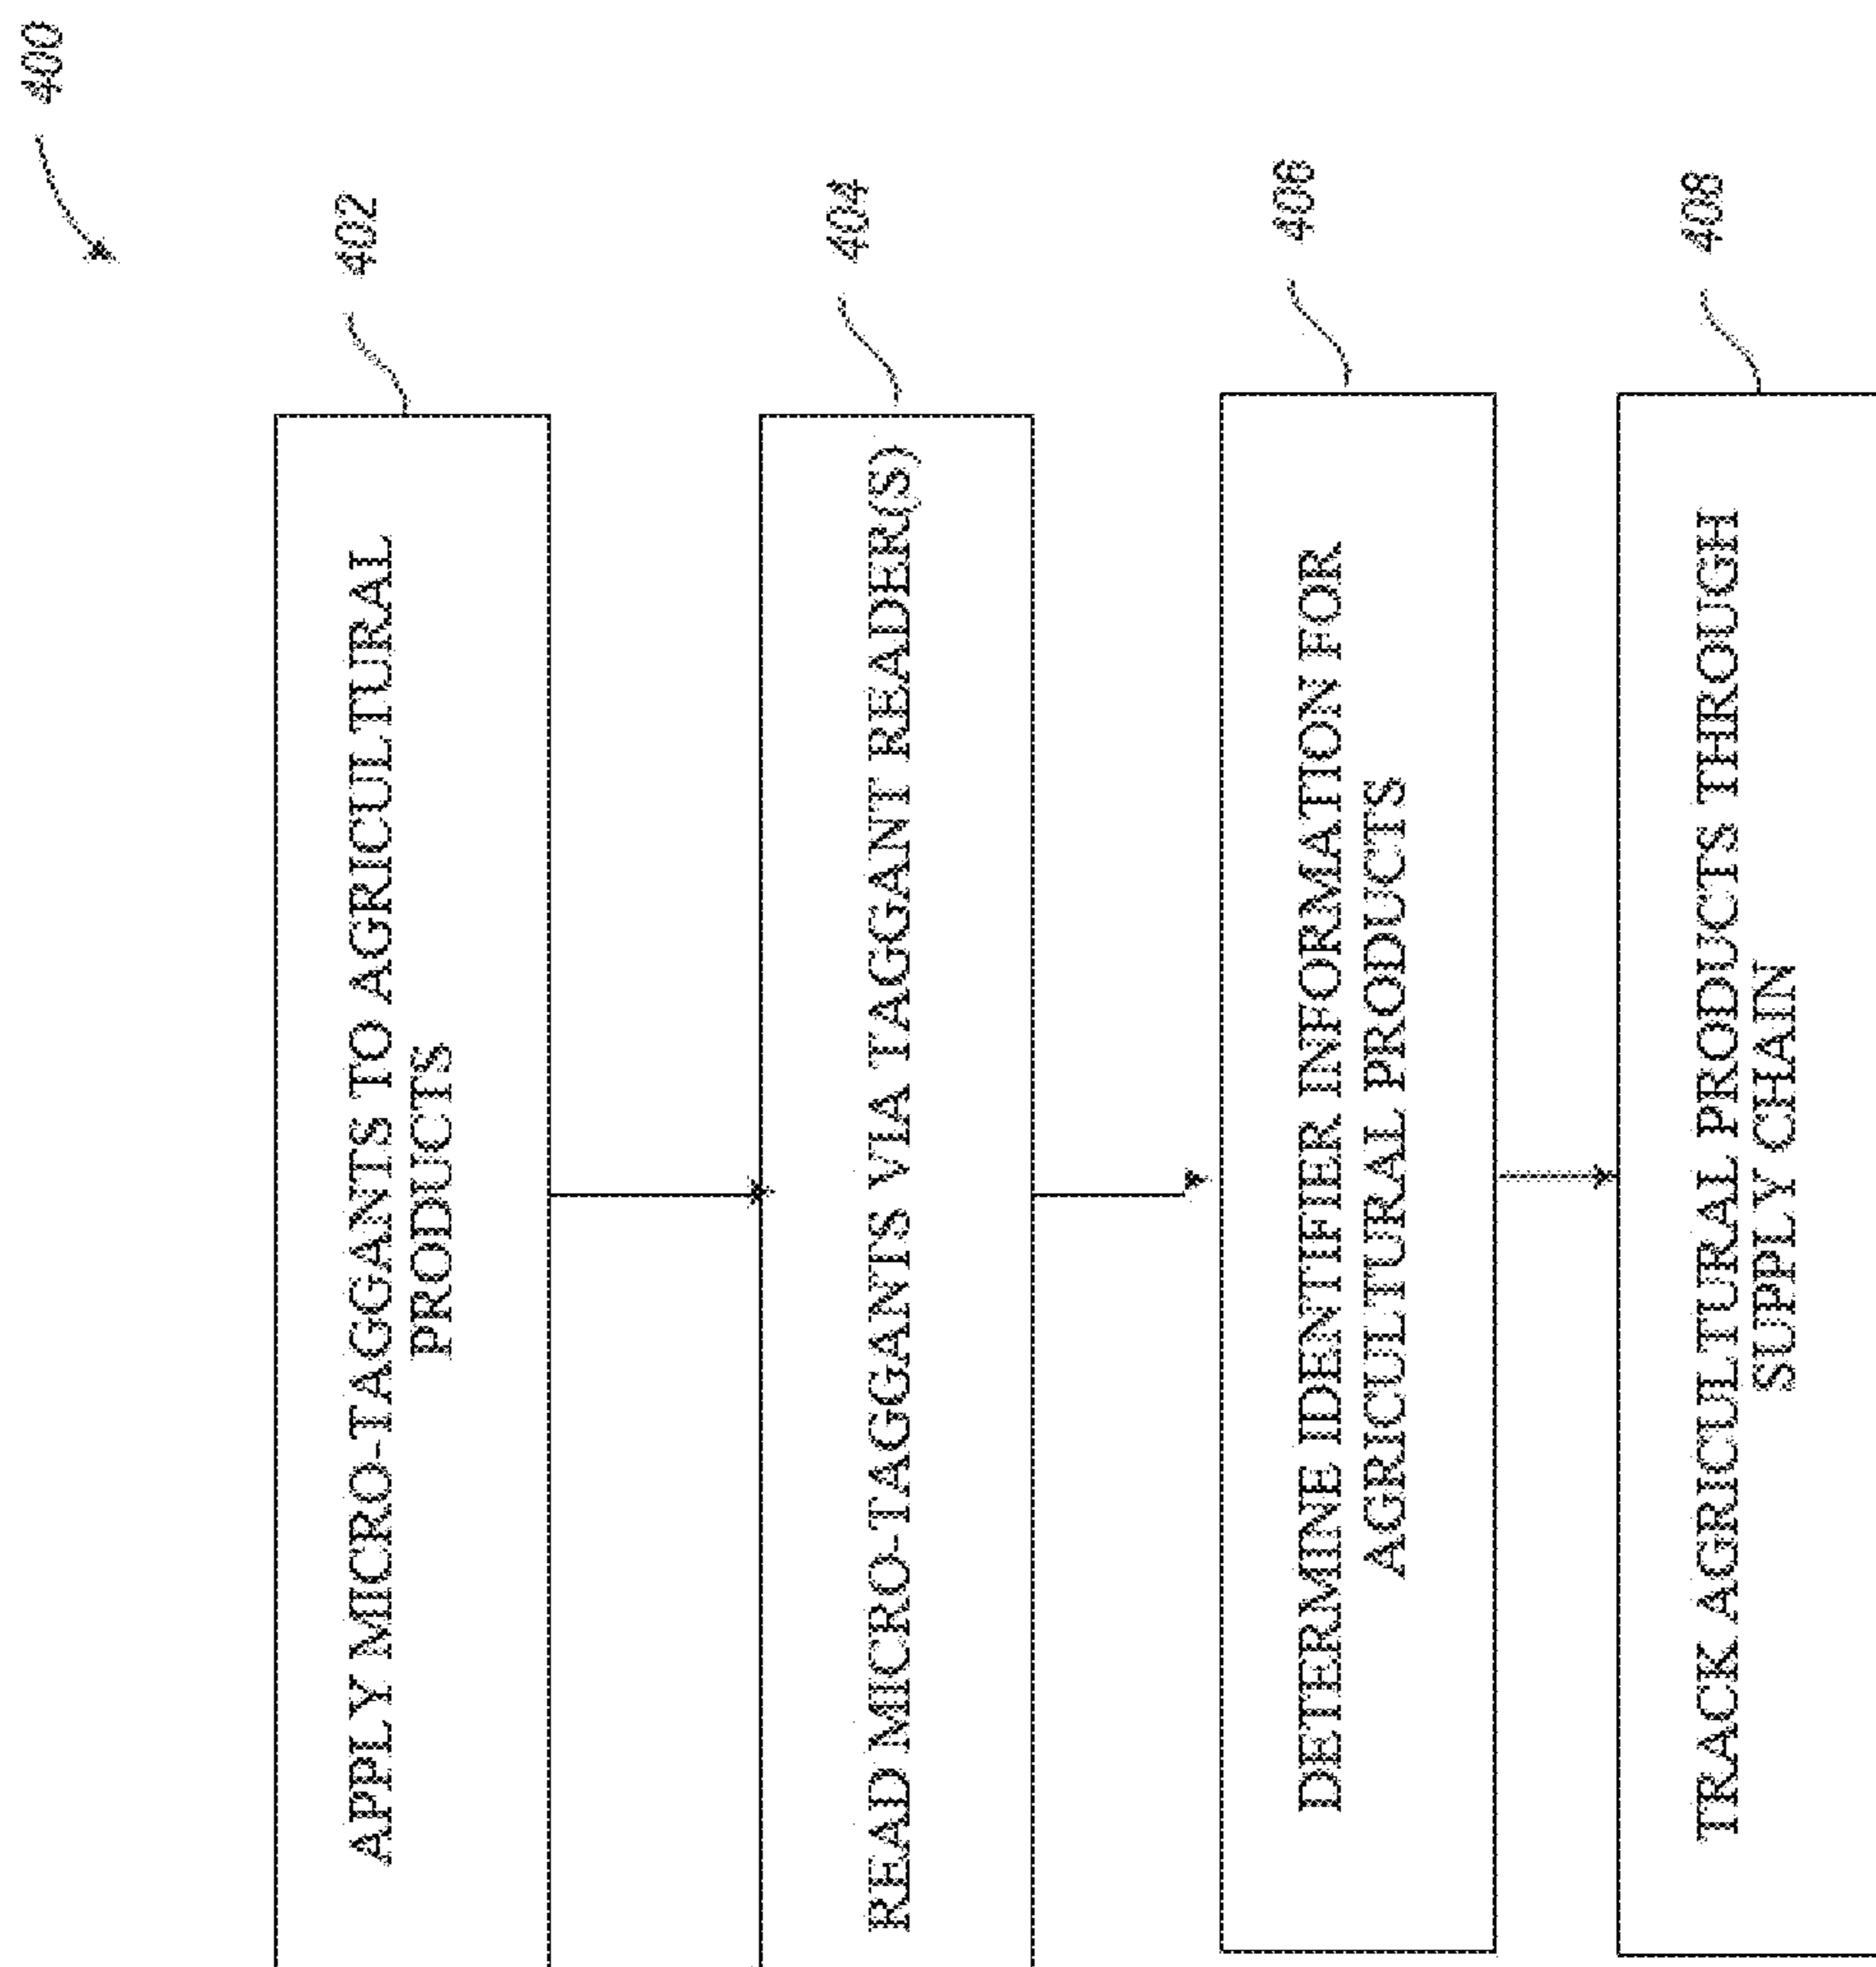 400
402
APPLY MICRO-TAGGANTS TO AGRICULTURAL
PRODUCTS
404
READ MICRO-TAGGANTS VIA TAGGANT READER(S)
406
DETERMINE IDENTIFIER INFORMATION FOR
AGRICULTURAL PRODUCTS
408
TRACK AGRICULTURAL PRODUCTS THROUGH
SUPPLY CHAIN